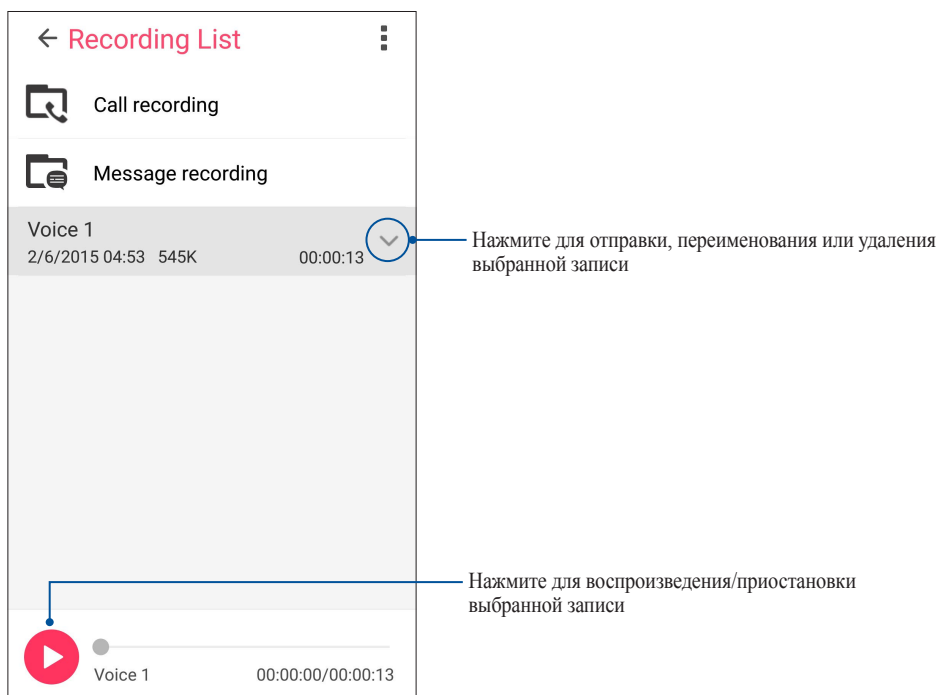 Recording List
Call recording
Message recording
Voice 1
2/6/2015 04:53 545K 00:00:13
Нажмите для отправки, переименования или удаления
выбранной записи
Нажмите для воспроизведения/приостановки
выбранной записи
Voice 1 00:00:00/00:00:13